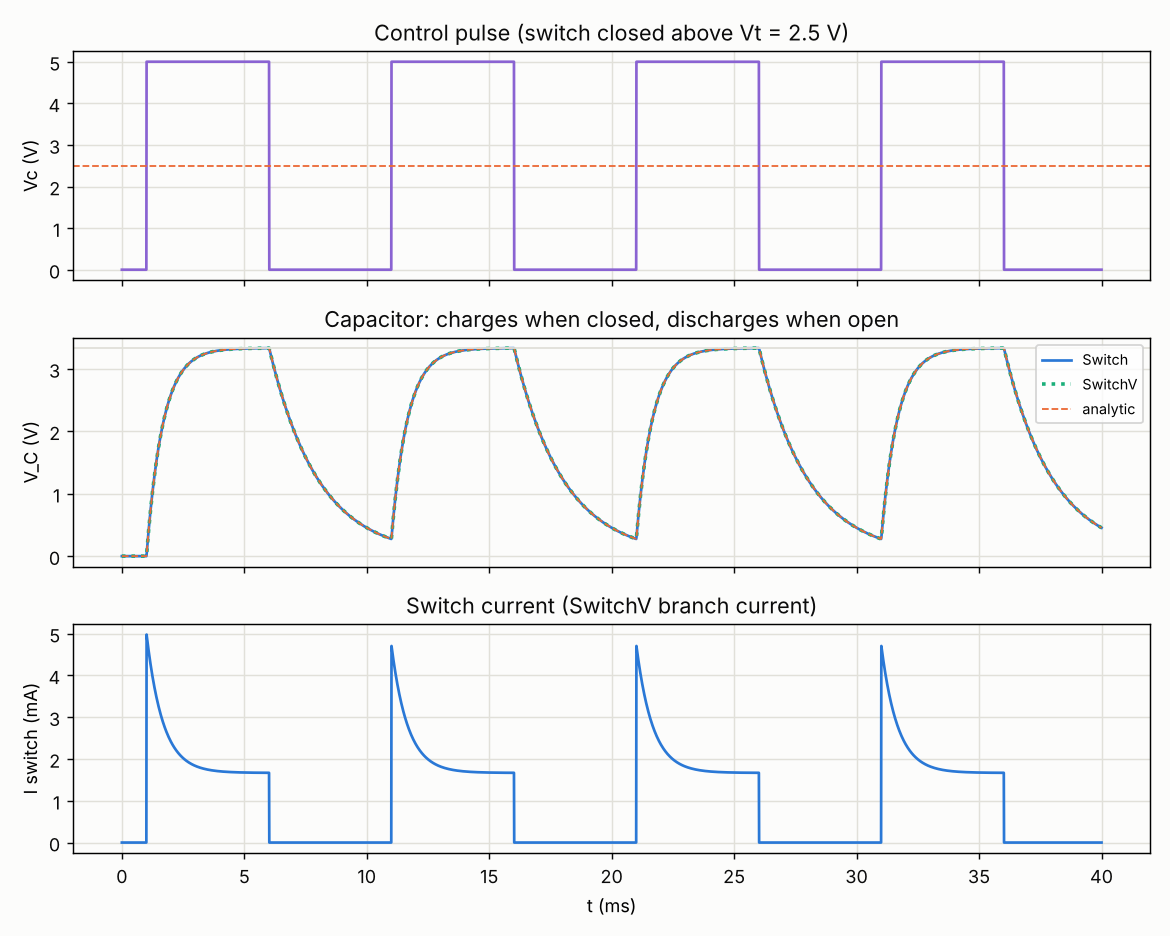 Control pulse (switch closed above Vt = 2.5 V)
5
4
3
2
1
0
Vc (V)
Capacitor: charges when closed, discharges when open
3
2
1
0
V_C (V)
Switch
SwitchV
analytic
Switch current (SwitchV branch current)
5
4
3
2
1
0
I switch (mA)
0 5 10 15 20 25 30 35 40
t (ms)